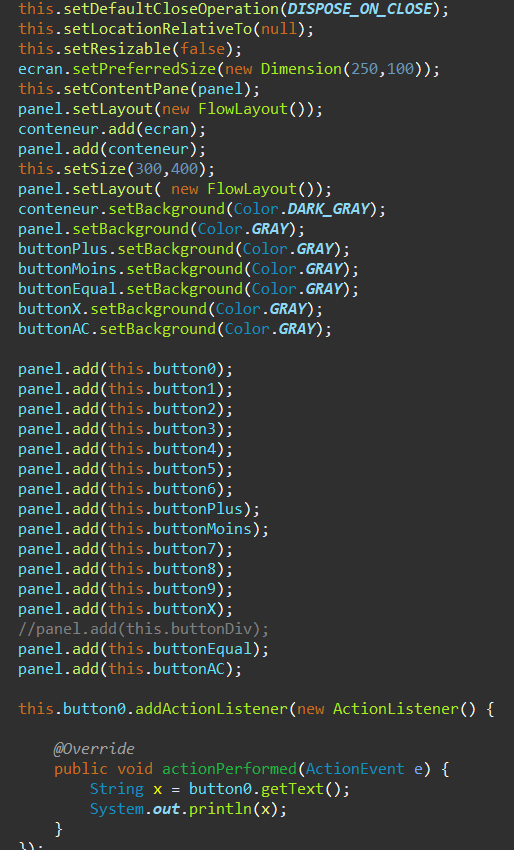 this.setDefaultCloseOperation(DISPOSE_ON_CLOSE);
this.setLocationRelativeTo(null);
this.setResizable(false);
ecran.setPreferredSize(new Dimension(250,100));
this.setContentPane(panel);
panel.setLayout(new FlowLayout());
conteneur.add(ecran);
panel.add(conteneur);
this.setSize(300,400);
panel.setLayout( new FlowLayout());
conteneur.setBackground(Color.DARK_GRAY);
panel.setBackground(Color.GRAY);
buttonPlus.setBackground(Color.GRAY);
buttonMoins.setBackground(Color.GRAY);
buttonEqual.setBackground(Color.GRAY);
buttonX.setBackground(Color.GRAY);
buttonAC.setBackground(Color.GRAY);

panel.add(this.button0);
panel.add(this.button1);
panel.add(this.button2);
panel.add(this.button3);
panel.add(this.button4);
panel.add(this.button5);
panel.add(this.button6);
panel.add(this.buttonPlus);
panel.add(this.buttonMoins);
panel.add(this.button7);
panel.add(this.button8);
panel.add(this.button9);
panel.add(this.buttonX);
//panel.add(this.buttonDiv);
panel.add(this.buttonEqual);
panel.add(this.buttonAC);

this.button0.addActionListener(new ActionListener() {

    @Override
    public void actionPerformed(ActionEvent e) {
        String x = button0.getText();
        System.out.println(x);
    }
});